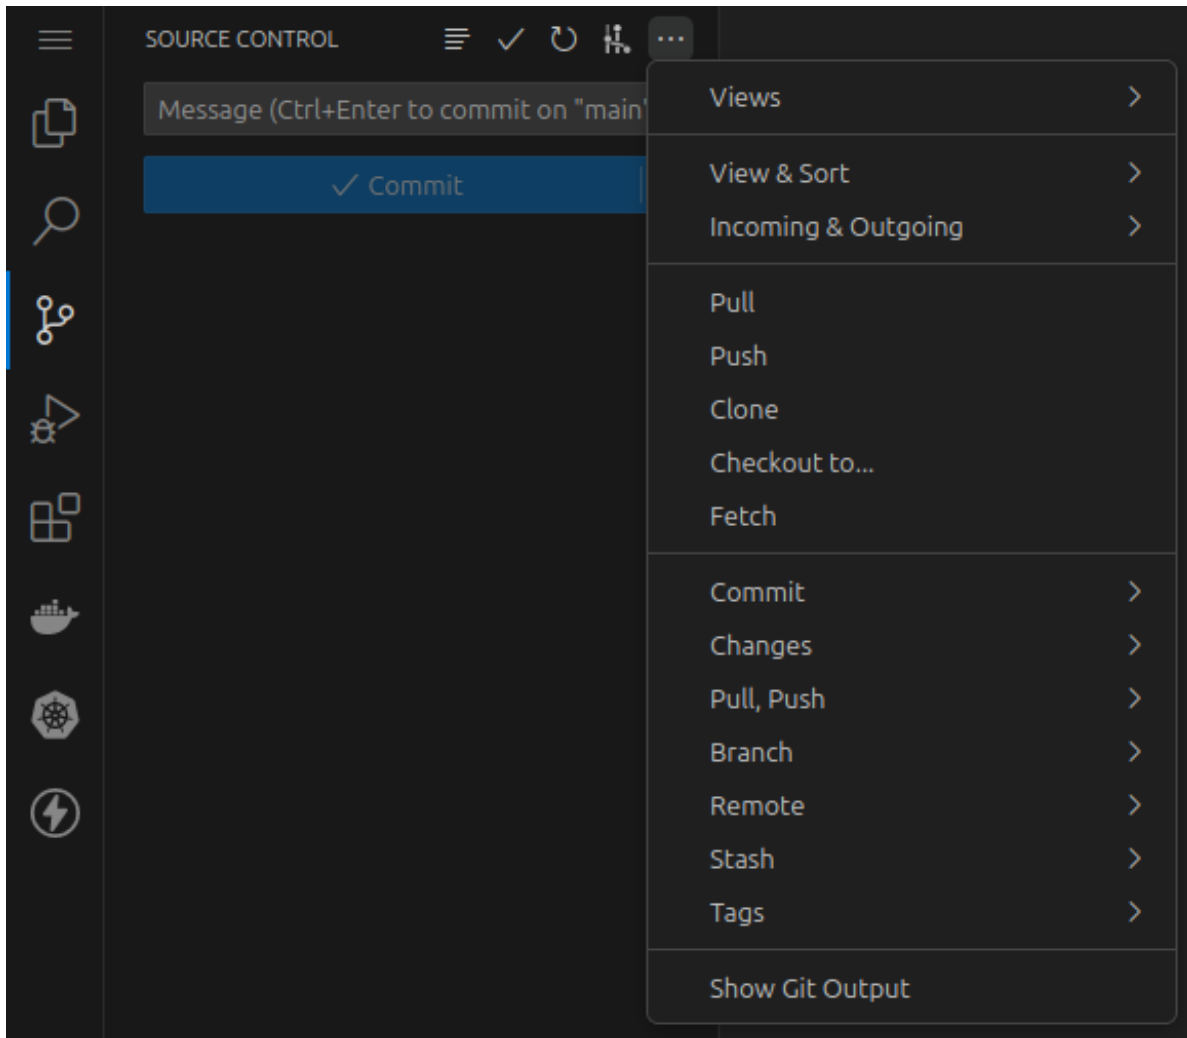 SOURCE CONTROL
Message (Ctrl+Enter to commit on "main"
Commit
Views
View & Sort
Incoming & Outgoing
Pull
Push
Clone
Checkout to...
Fetch
Commit
Changes
Pull, Push
Branch
Remote
Stash
Tags
Show Git Output